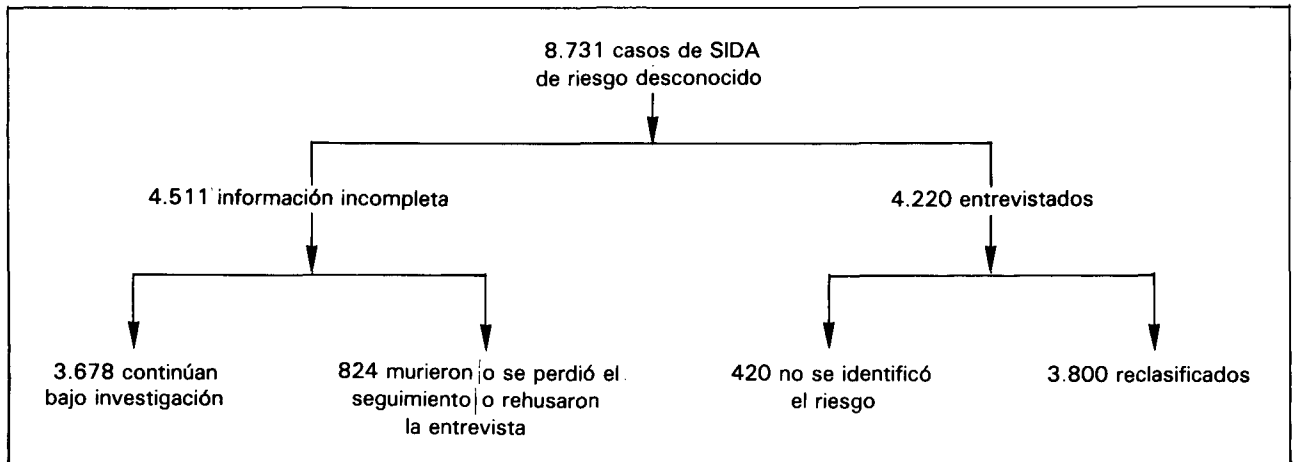 8.731 casos de SIDA
de riesgo desconocido
4.511 información incompleta
4.220 entrevistados
3.678 continúan
bajo investigación
824 murieron o se perdió el
seguimiento o rehusaron
la entrevista
420 no se identificó
el riesgo
3.800 reclasificados